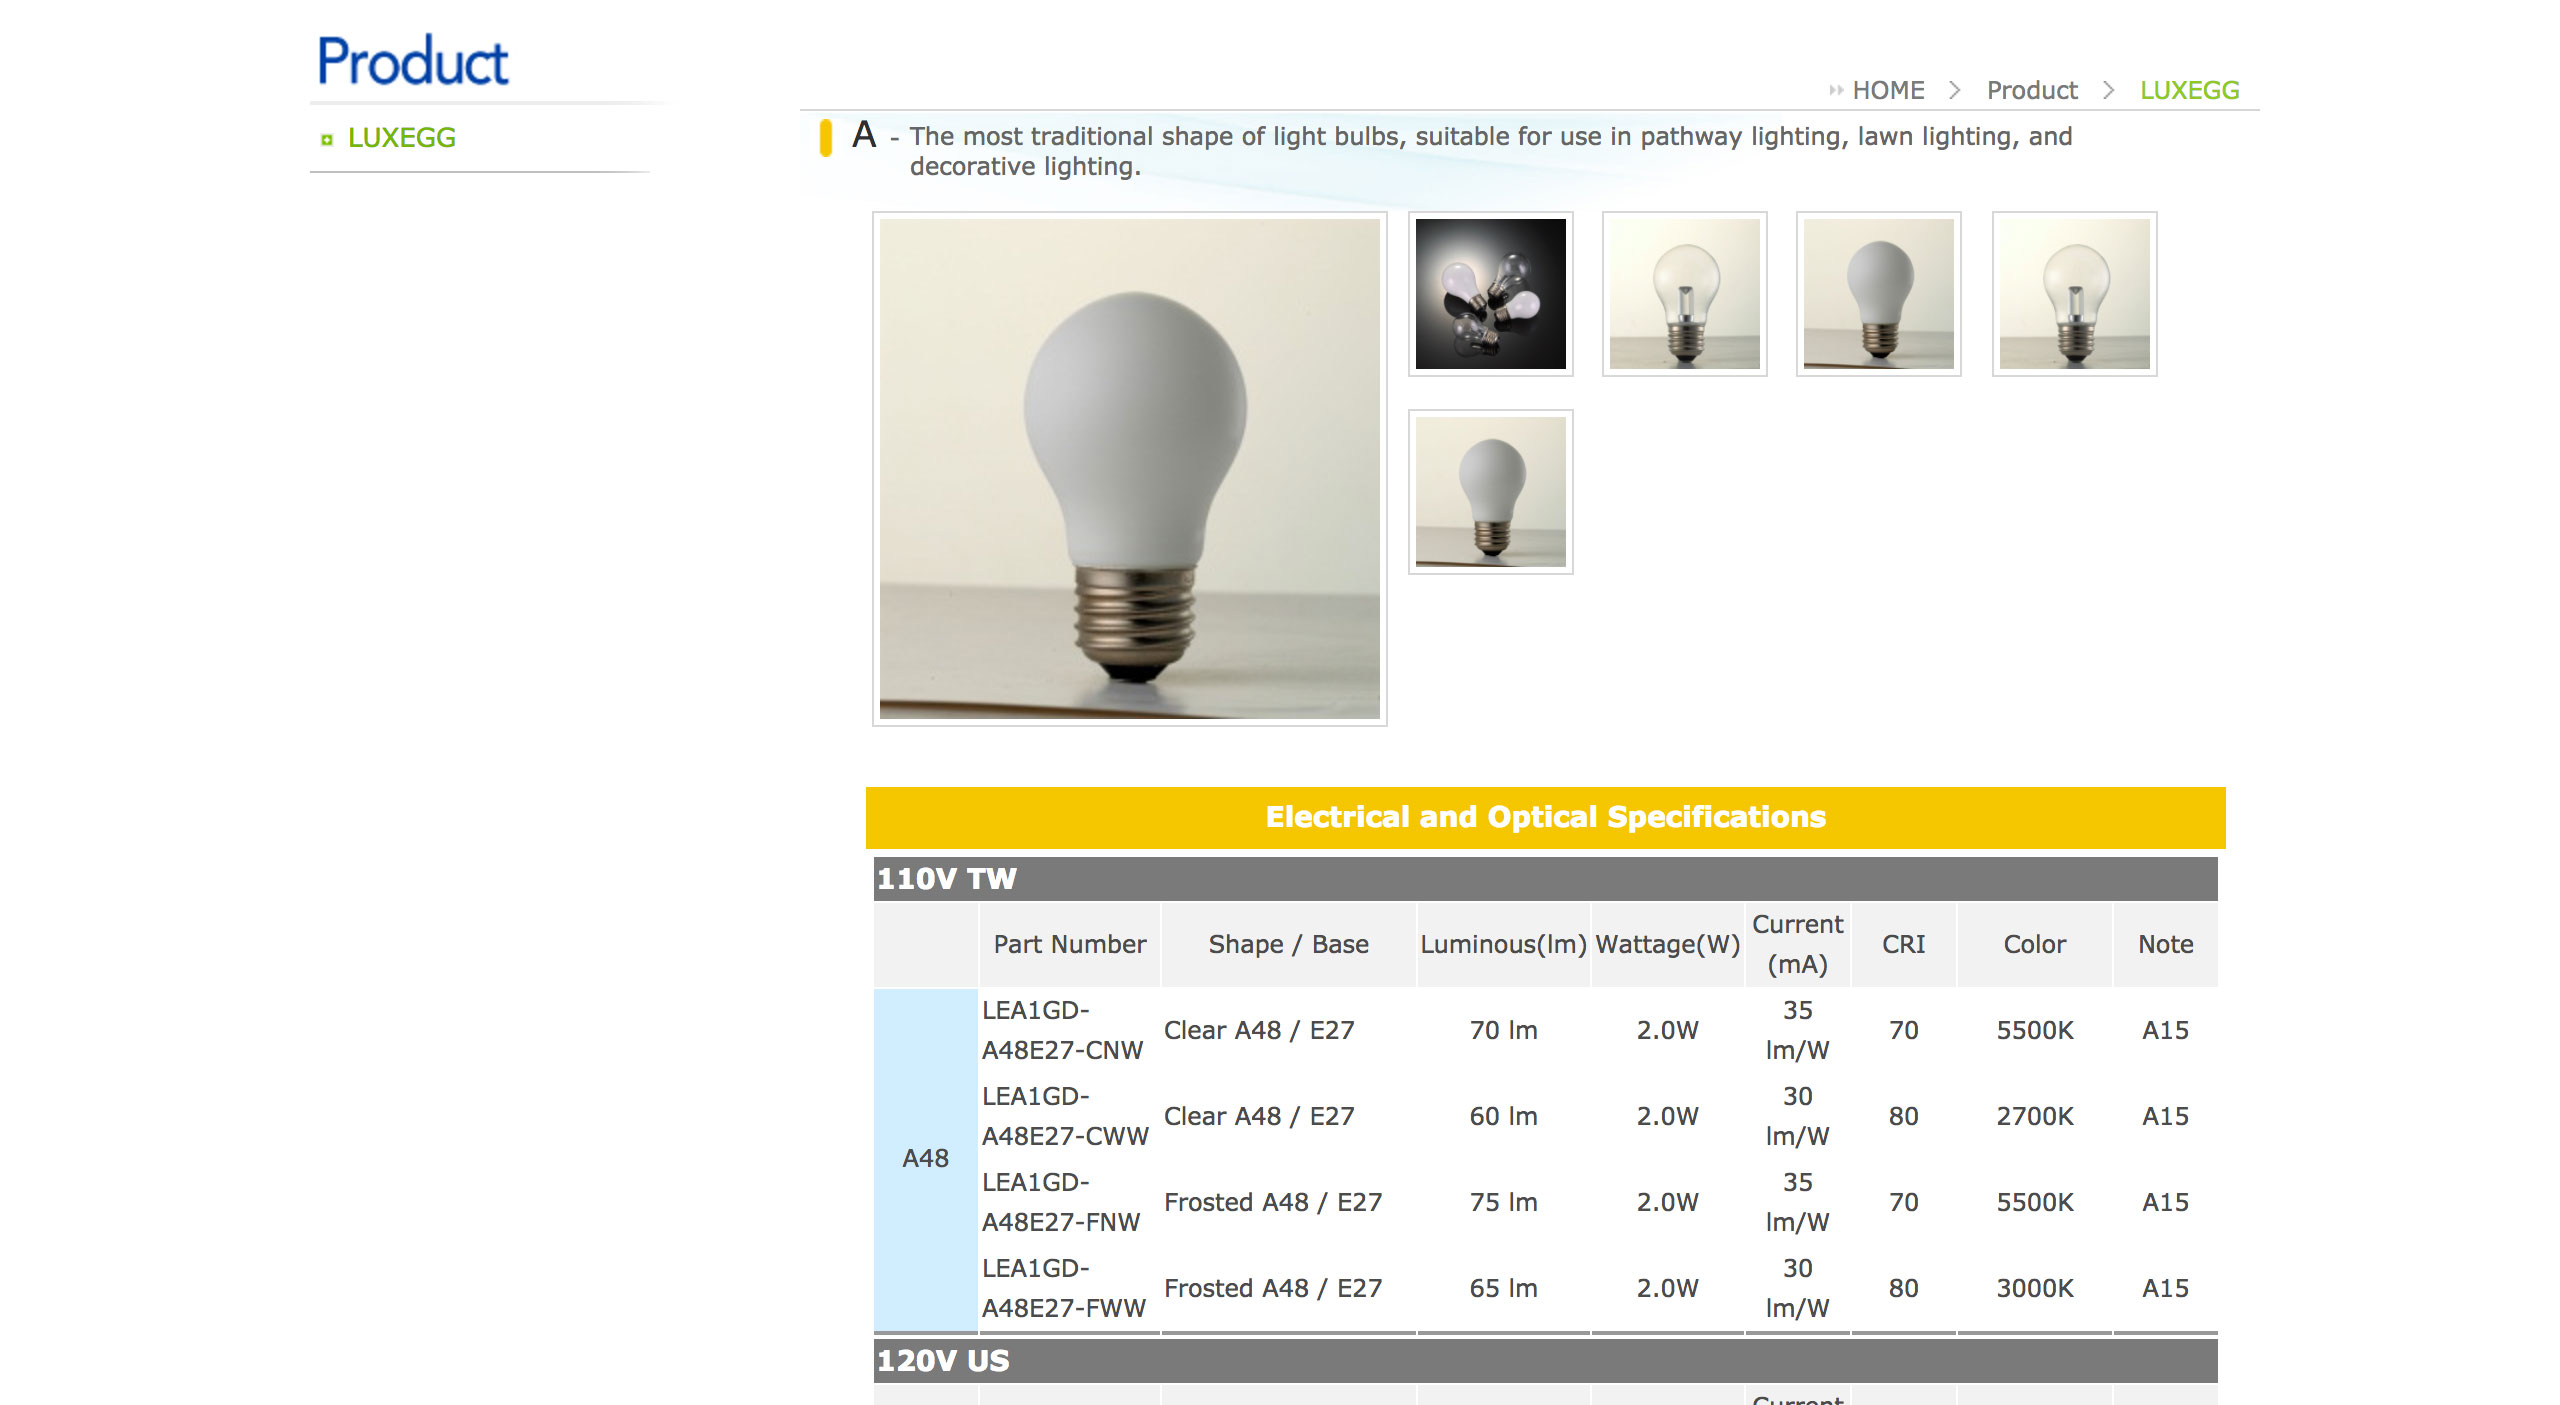 Product
LUXEGG
HOME > Product > LUXEGG
A - The most traditional shape of light bulbs, suitable for use in pathway lighting, lawn lighting, and
decorative lighting.
Electrical and Optical Specifications
110V TW
Part Number Shape / Base Luminous(lm) Wattage(W) Current (mA) CRI Color Note
A48
LEA1GD-A48E27-CNW Clear A48 / E27 70 lm 2.0W 35 lm/W 70 5500K A15
LEA1GD-A48E27-CWW Clear A48 / E27 60 lm 2.0W 30 lm/W 80 2700K A15
LEA1GD-A48E27-FNW Frosted A48 / E27 75 lm 2.0W 35 lm/W 70 5500K A15
LEA1GD-A48E27-FWW Frosted A48 / E27 65 lm 2.0W 30 lm/W 80 3000K A15
120V US
Current